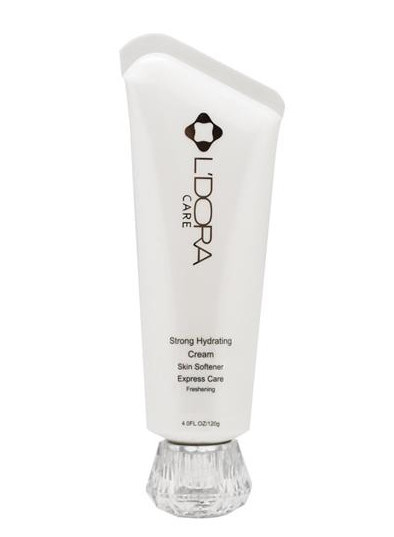 L'DORA
CARE
Strong Hydrating
Cream
Skin Softener
Express Care
Freshening
4.0FL.OZ/120g